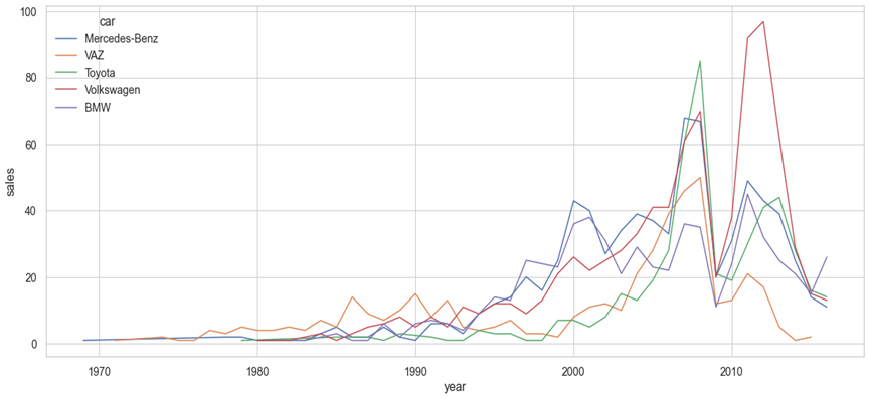 100
80
60
40
20
0
sales
car
Mercedes-Benz
VAZ
Toyota
Volkswagen
BMW
1970 1980 1990 2000 2010
year